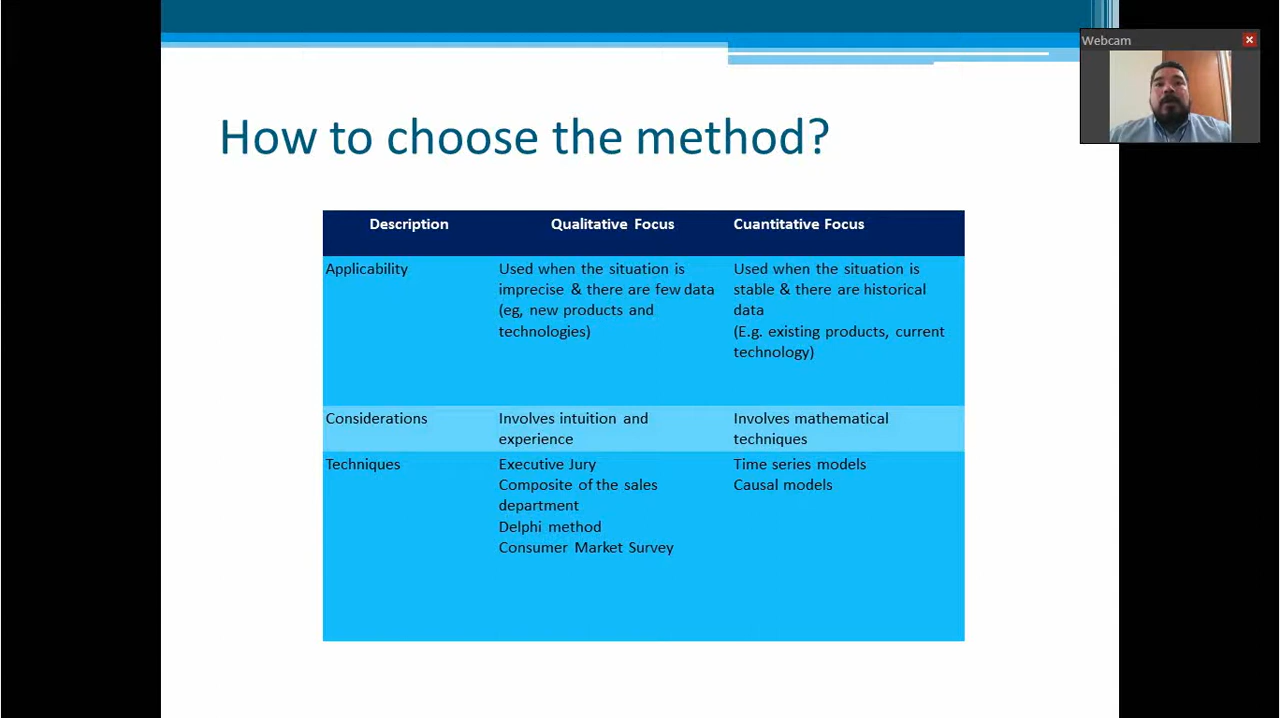 Webcam
How to choose the method?
Description Qualitative Focus Cuantitative Focus
Applicability
Used when the situation is
imprecise & there are few data
(eg, new products and
technologies)
Used when the situation is
stable & there are historical
data
(E.g. existing products, current
technology)
Considerations
Involves intuition and
experience
Involves mathematical
techniques
Techniques
Executive Jury
Composite of the sales
department
Delphi method
Consumer Market Survey
Time series models
Causal models